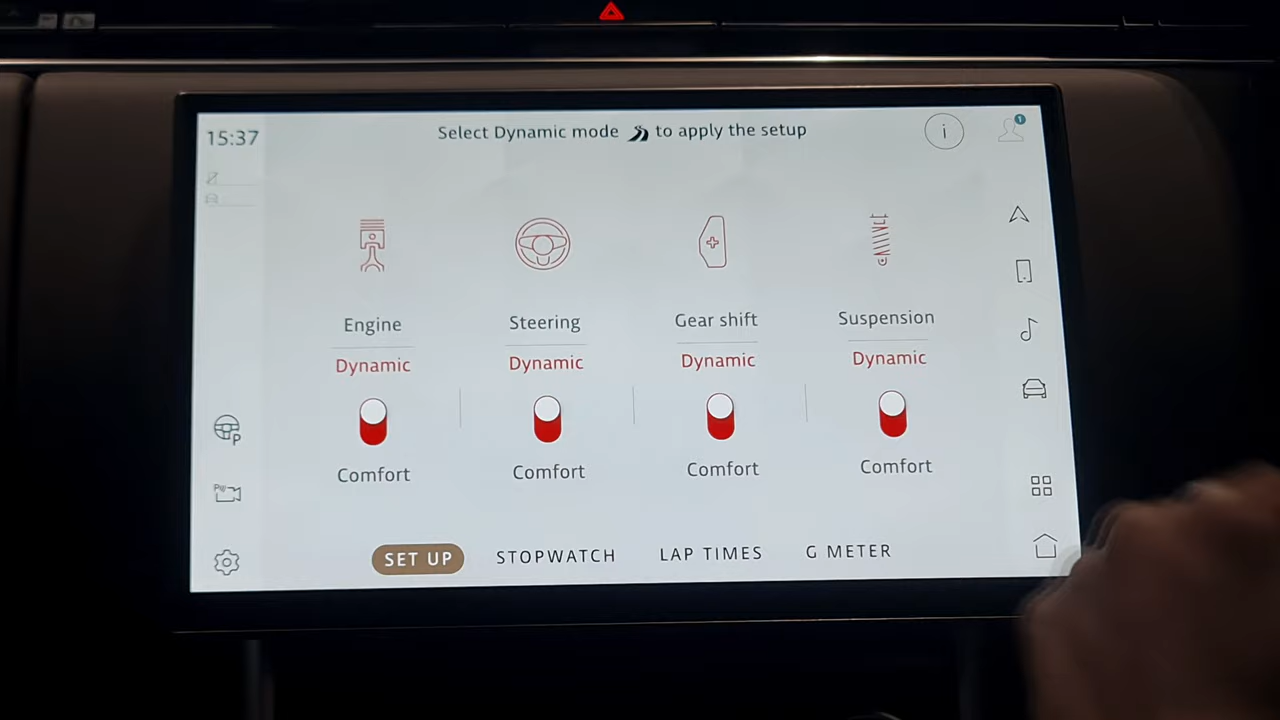 15:37
Select Dynamic mode to apply the setup
i
1
Engine
Steering
Gear shift
Suspension
Dynamic
Dynamic
Dynamic
Dynamic
Comfort
Comfort
Comfort
Comfort
P
SET UP
STOPWATCH
LAP TIMES
G METER